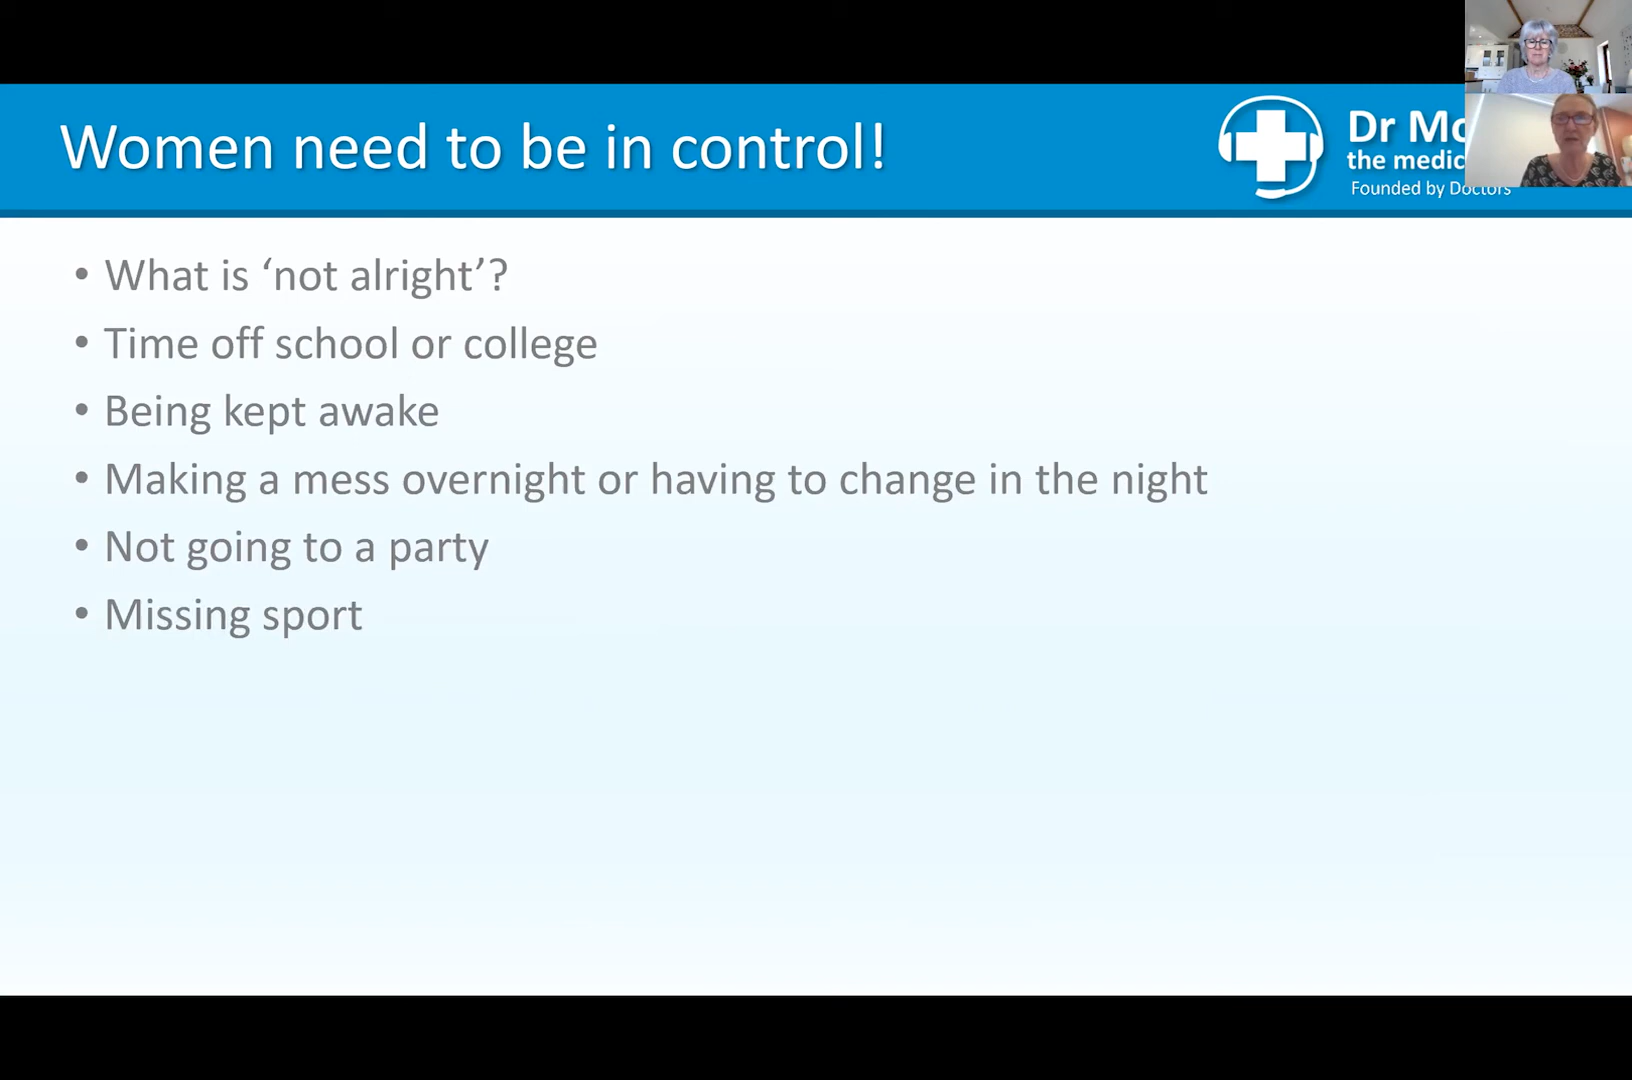 Women need to be in control!
Dr Mo
the medic
Founded by Doctors
• What is ‘not alright’?
• Time off school or college
• Being kept awake
• Making a mess overnight or having to change in the night
• Not going to a party
• Missing sport